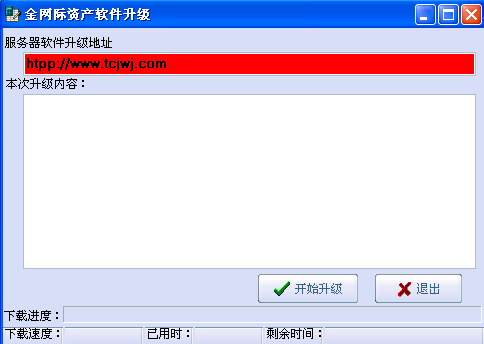 金网际资产软件升级
服务器软件升级地址
htpp://www.tcjwj.com
本次升级内容：
开始升级 退出
下载进度：
下载速度： 已用时： 剩余时间：